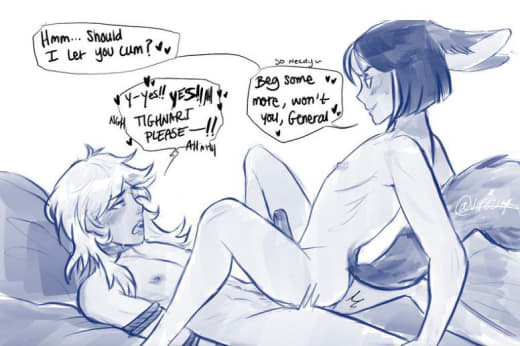 Hmm... Should
I let you cum?
so needy~
Beg some
more, won't
you, General
Y-yes!! YES!!!
NGH
TIGHNARI
PLEASE—!!